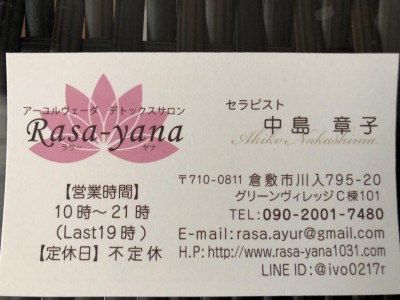 アーユルヴェーダ デトックスサロン
Rasa-yana
ラサー ヤナ
【営業時間】
10時～21時
(Last19時)
【定休日】不定休
セラピスト
中島 章子
Akiko Nakashima
〒710-0811 倉敷市川入795-20
グリーンヴィレッジC棟101
TEL:090-2001-7480
E-mail:rasa.ayur@gmail.com
H.P:http://www.rasa-yana1031.com
LINE ID:@ivo0217r